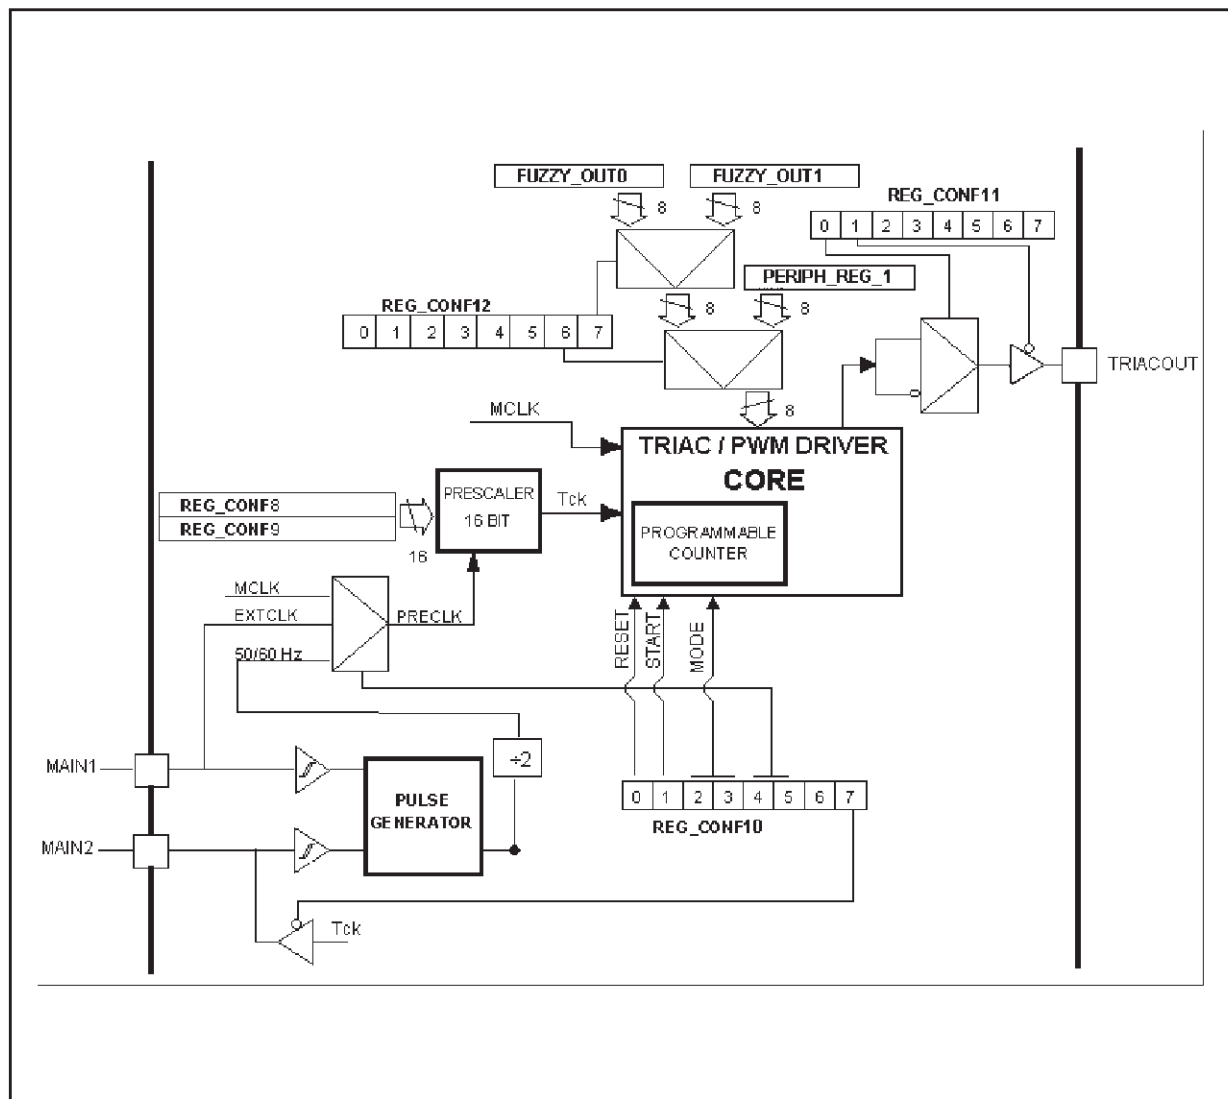 FUZZY_OUT0
FUZZY_OUT1
8
8
REG_CONF11
0 1 2 3 4 5 6 7
PERIPH_REG_1
REG_CONF12
0 1 2 3 4 5 6 7
8
8
TRIACOUT
MCLK
8
TRIAC / PWM DRIVER
CORE
PRESCALER
16 BIT
Tck
REG_CONF8
REG_CONF9
16
PROGRAMMABLE
COUNTER
MCLK
EXTCLK
PRECLK
50/60 Hz
RESET
START
MODE
MAIN1
÷2
PULSE
GENERATOR
0 1 2 3 4 5 6 7
REG_CONF10
MAIN2
Tck